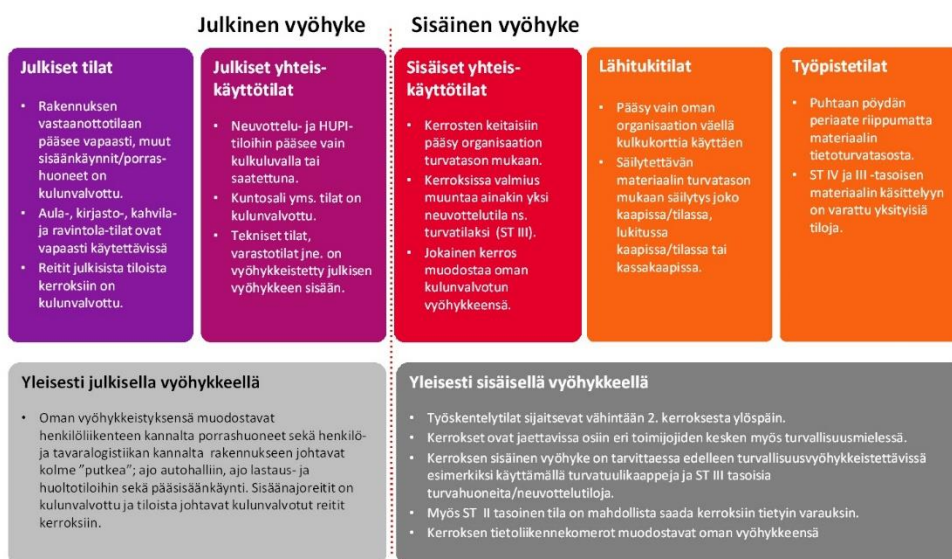 Julkinen vyöhyke
Sisäinen vyöhyke
Julkiset tilat
• Rakennuksen
vastaanottotilaan
pääsee vapaasti, muut
sisäänkäynnit/porras-
huoneet on
kulunvalvottu.
• Aula-, kirjasto-, kahvila-
ja ravintola-tilat ovat
vapaasti käytettävissä
• Reitit julkisista tiloista
kerroksiin on
kulunvalvottu.
Julkiset yhteis-
käyttötilat
• Neuvottelu- ja HUPI-
tiloihin pääsee vain
kulkuluvalla tai
saatettuna.
• Kuntosali yms. tilat on
kulunvalvottu.
• Tekniset tilat,
varastotilat jne. on
vyöhykkeistetty julkisen
vyöhykkeen sisään.
Sisäiset yhteis-
käyttötilat
• Kerrosten keitaisiin
pääsy organisaation
turvatason mukaan.
• Kerroksissa valmius
muuntaa ainakin yksi
neuvottelutila ns.
turvatilaksi (ST III).
• Jokainen kerros
muodostaa oman
kulunvalvotun
vyöhykkeensä.
Lähitukitilat
• Pääsy vain oman
organisaation väellä
kulkukorttia käyttäen
• Säilytettävän
materiaalin turvatason
mukaan säilytys joko
kaapissa/tilassa,
lukitussa
kaapissa/tilassa tai
kassakaapissa.
Työpistetilat
• Puhtaan pöydän
periaate riippumatta
materiaalin
tietoturvatasosta.
• ST IV ja III -tasoisen
materiaalin käsittelyyn
on varattu yksityisiä
tiloja.
Yleisesti julkisella vyöhykkeellä
• Oman vyöhykkeistyksensä muodostavat
henkilöliikenteen kannalta porrashuoneet sekä henkilö-
ja tavaralogistiikan kannalta rakennukseen johtavat
kolme "putkea"; ajo autohalliin, ajo lastaus- ja
huoltotiloihin sekä pääsisäänkäynti. Sisäänajoreitit on
kulunvalvottu ja tiloista johtavat kulunvalvotut reitit
kerroksiin.
Yleisesti sisäisellä vyöhykkeellä
• Työskentelytilat sijaitsevat vähintään 2. kerroksesta ylöspäin.
• Kerrokset ovat jaettavissa osiin eri toimijoiden kesken myös turvallisuusmielessä.
• Kerroksen sisäinen vyöhyke on tarvittaessa edelleen turvallisuusvyöhykkeistettävissä
esimerkiksi käyttämällä turvatuulikaappeja ja ST III tasoisia
turvahuoneita/neuvottelutiloja.
• Myös ST II tasoinen tila on mahdollista saada kerroksiin tietyin varauksin.
• Kerroksen tietoliikennekomerot muodostavat oman vyöhykkeensä